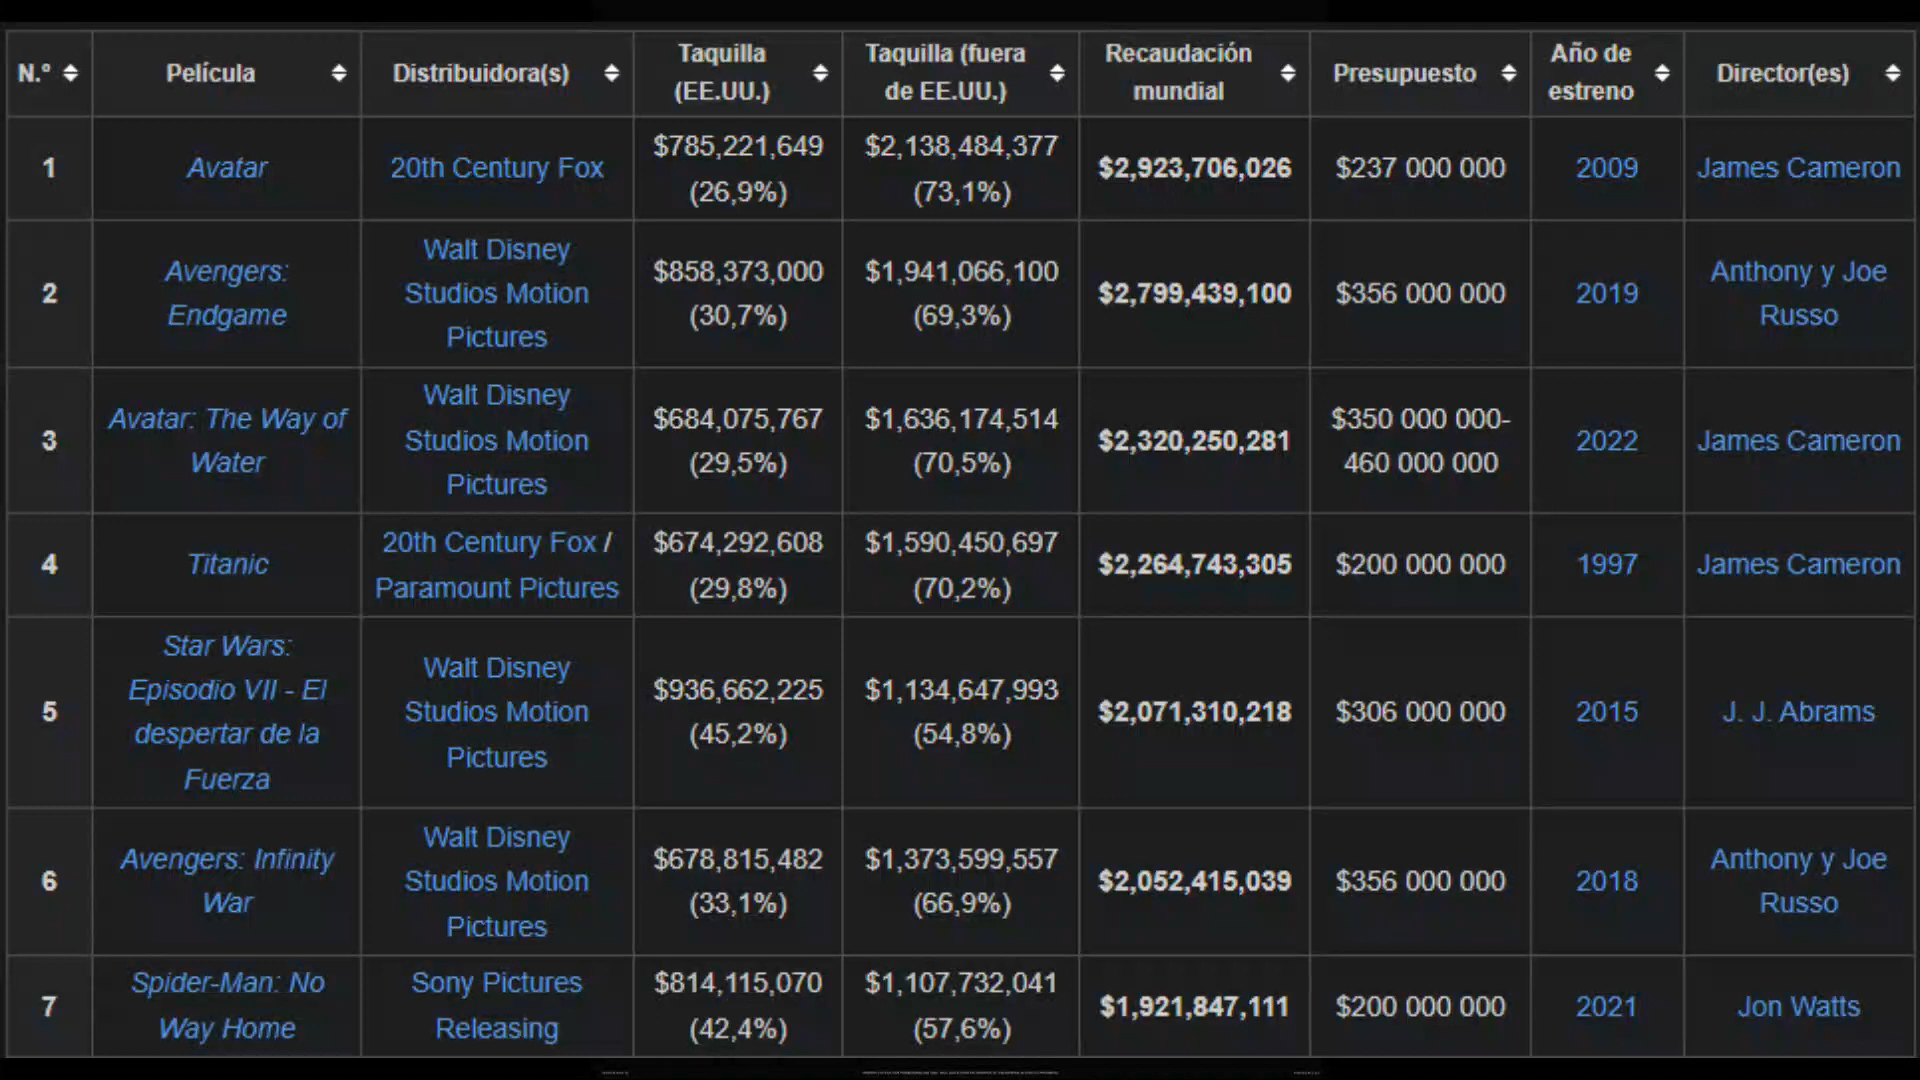 N.º Película Distribuidora(s) Taquilla (EE.UU.) Taquilla (fuera de EE.UU.) Recaudación mundial Presupuesto Año de estreno Director(es)
1 Avatar 20th Century Fox $785,221,649 (26,9%) $2,138,484,377 (73,1%) $2,923,706,026 $237 000 000 2009 James Cameron
2 Avengers: Endgame Walt Disney Studios Motion Pictures $858,373,000 (30,7%) $1,941,066,100 (69,3%) $2,799,439,100 $356 000 000 2019 Anthony y Joe Russo
3 Avatar: The Way of Water Walt Disney Studios Motion Pictures $684,075,767 (29,5%) $1,636,174,514 (70,5%) $2,320,250,281 $350 000 000-460 000 000 2022 James Cameron
4 Titanic 20th Century Fox / Paramount Pictures $674,292,608 (29,8%) $1,590,450,697 (70,2%) $2,264,743,305 $200 000 000 1997 James Cameron
5 Star Wars: Episodio VII - El despertar de la Fuerza Walt Disney Studios Motion Pictures $936,662,225 (45,2%) $1,134,647,993 (54,8%) $2,071,310,218 $306 000 000 2015 J. J. Abrams
6 Avengers: Infinity War Walt Disney Studios Motion Pictures $678,815,482 (33,1%) $1,373,599,557 (66,9%) $2,052,415,039 $356 000 000 2018 Anthony y Joe Russo
7 Spider-Man: No Way Home Sony Pictures Releasing $814,115,070 (42,4%) $1,107,732,041 (57,6%) $1,921,847,111 $200 000 000 2021 Jon Watts